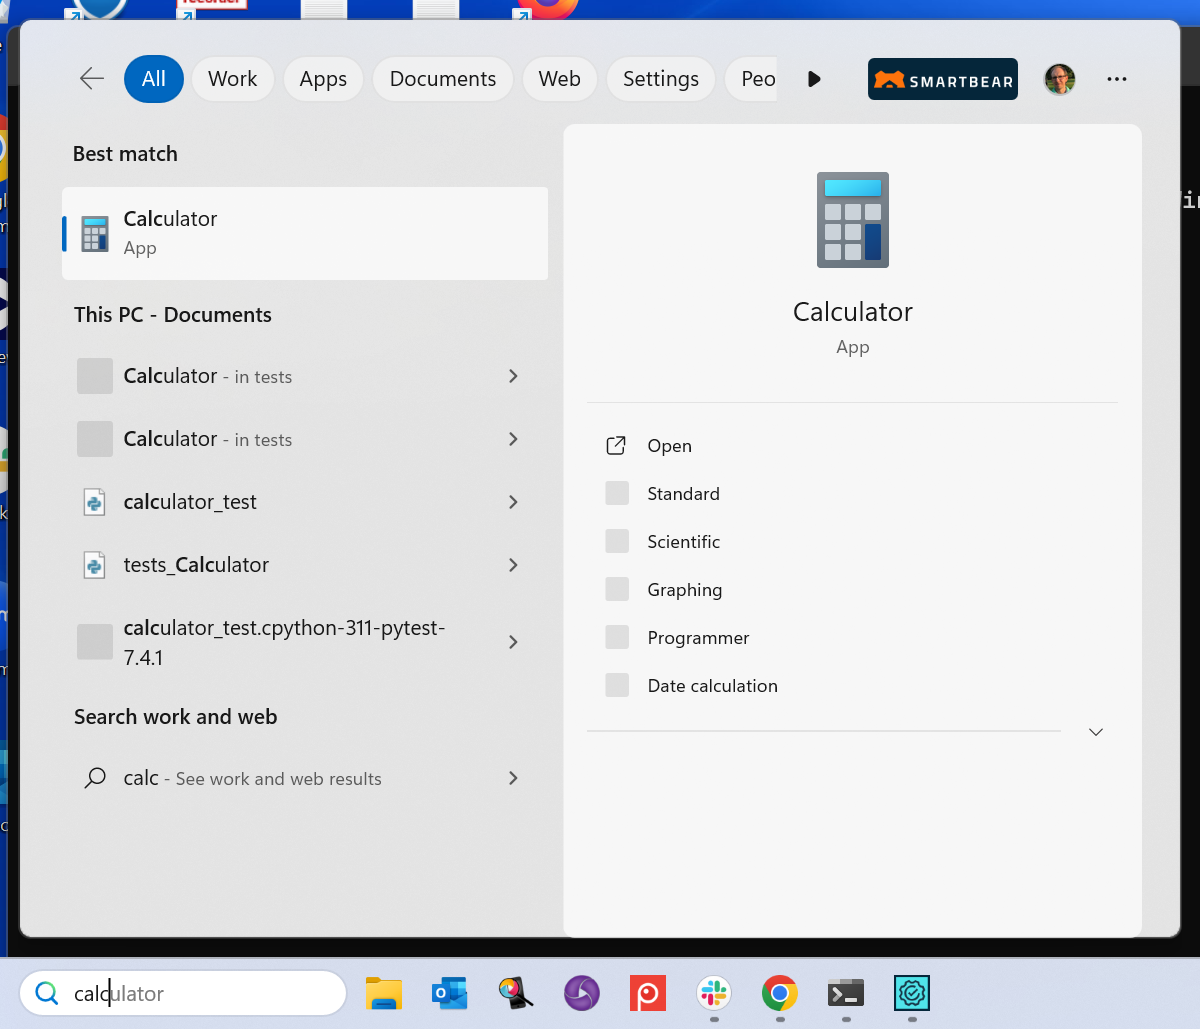 All Work Apps Documents Web Settings Peo
SMARTBEAR
Best match
Calculator
App
This PC - Documents
Calculator - in tests
Calculator - in tests
calculator_test
tests_Calculator
calculator_test.cpython-311-pytest-
7.4.1
Search work and web
calc - See work and web results
Calculator
App
Open
Standard
Scientific
Graphing
Programmer
Date calculation
calculator